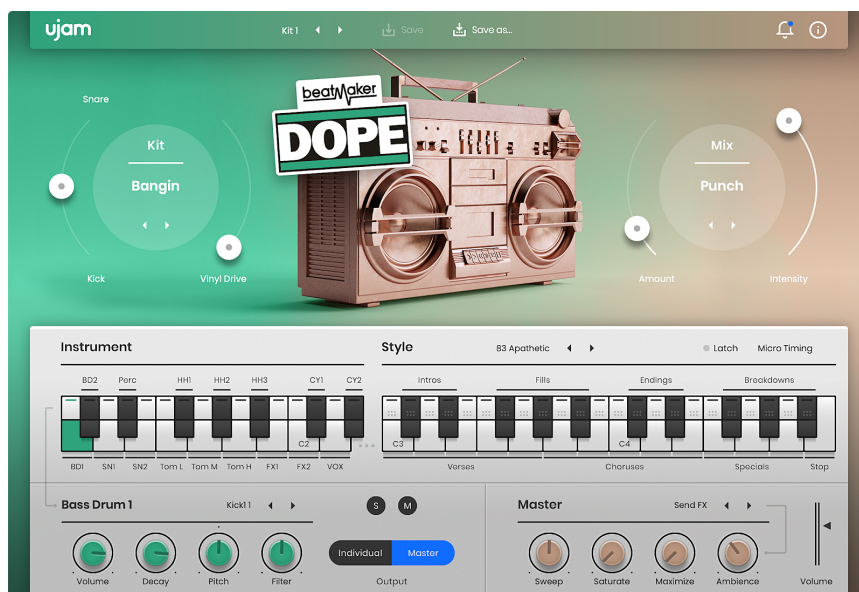 ujam
Kit 1
Save
Save as...
beatMaker
DOPE
Snare
Kit
Bangin
Kick
Vinyl Drive
Mix
Punch
Amount
Intensity
Instrument
Style
83 Apathetic
Latch
Micro Timing
BD2 Porc HH1 HH2 HH3 CY1 CY2
Intros Fills Endings Breakdowns
C2
C3
C4
BD1 SN1 SN2 Tom L Tom M Tom H FX1 FX2 VOX
Verses Choruses Specials Stop
Bass Drum 1
Kick1 1
S
M
Master
Send FX
Individual
Master
Volume Decay Pitch Filter
Output
Sweep Saturate Maximize Ambience
Volume